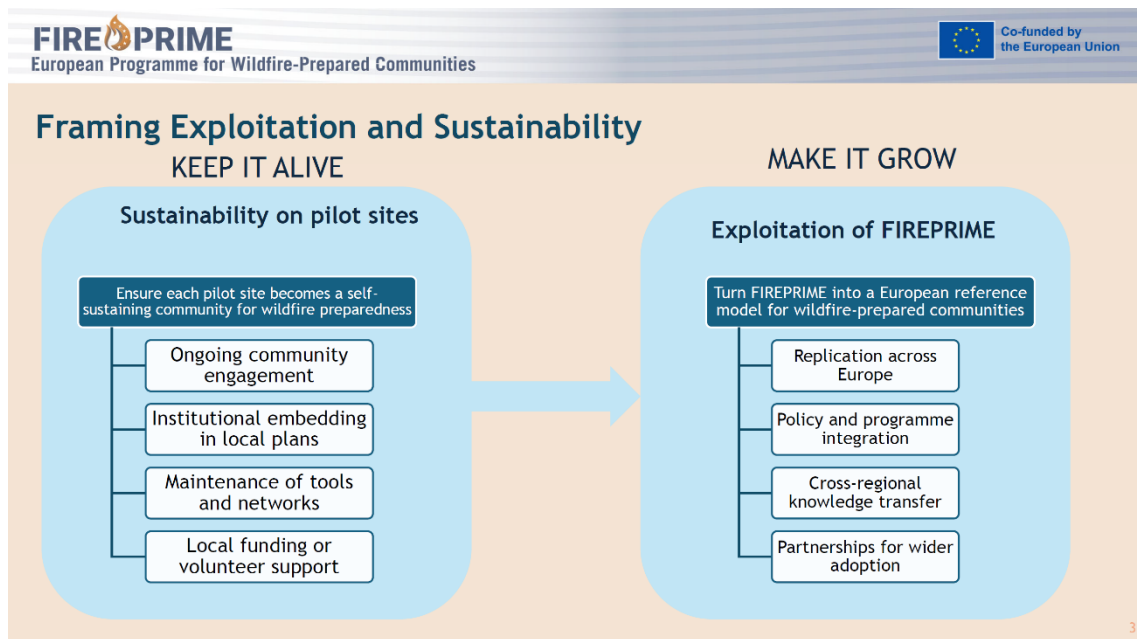 FIRE PRIME
European Programme for Wildfire-Prepared Communities
Co-funded by
the European Union
Framing Exploitation and Sustainability
KEEP IT ALIVE
Sustainability on pilot sites
Ensure each pilot site becomes a self-
sustaining community for wildfire preparedness
Ongoing community
engagement
Institutional embedding
in local plans
Maintenance of tools
and networks
Local funding or
volunteer support
MAKE IT GROW
Exploitation of FIREPRIME
Turn FIREPRIME into a European reference
model for wildfire-prepared communities
Replication across
Europe
Policy and programme
integration
Cross-regional
knowledge transfer
Partnerships for wider
adoption
3